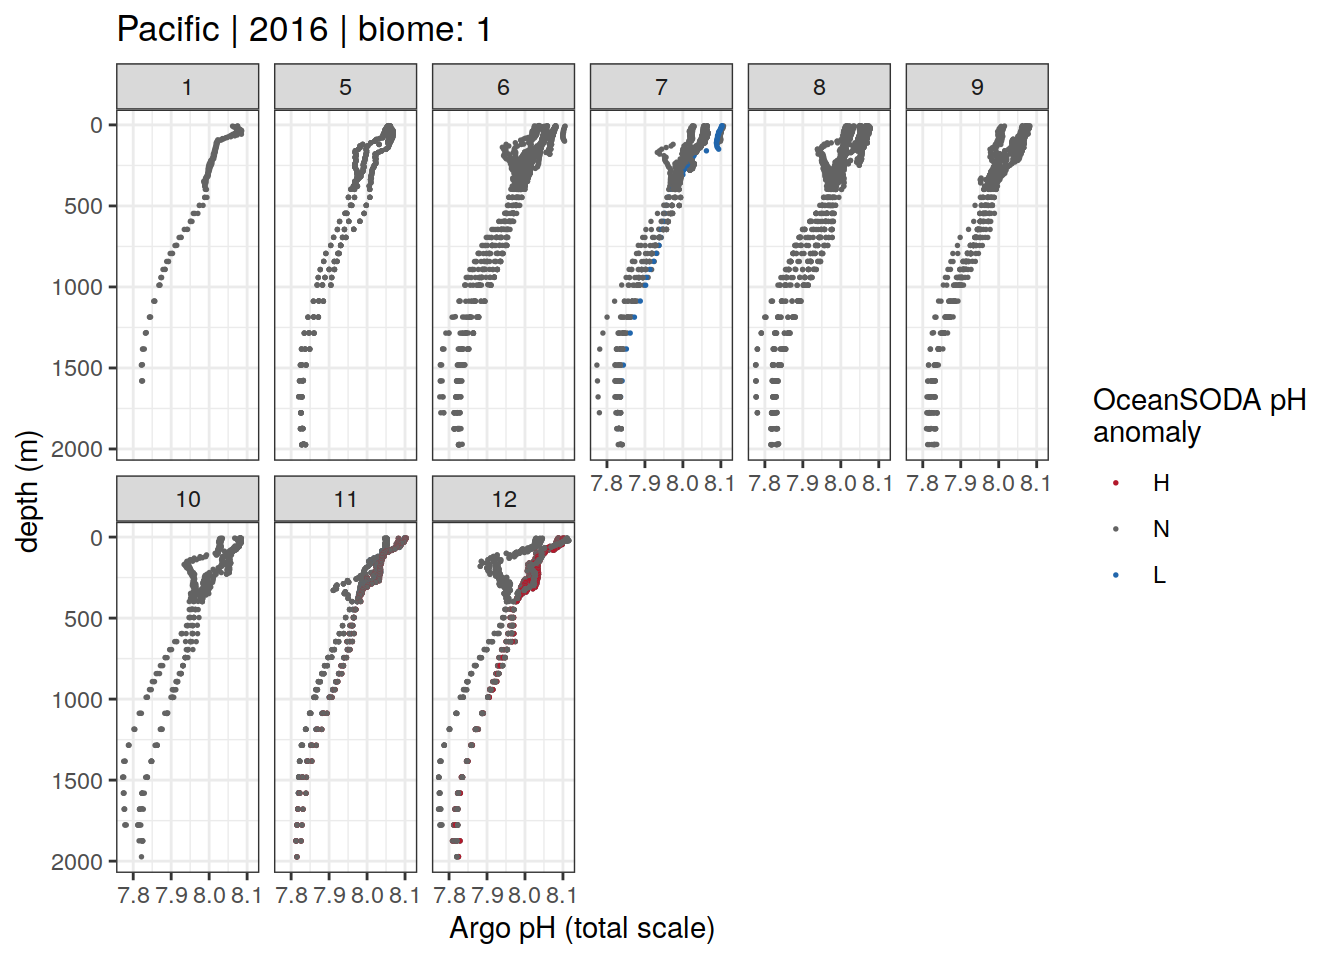 Pacific | 2016 | biome: 1
1 5 6 7 8 9
0
500
1000
1500
2000
7.8 7.9 8.0 8.1 7.8 7.9 8.0 8.1 7.8 7.9 8.0 8.1
10 11 12
0
500
1000
1500
2000
7.8 7.9 8.0 8.1 7.8 7.9 8.0 8.1 7.8 7.9 8.0 8.1
Argo pH (total scale)
depth (m)
OceanSODA pH
anomaly
H
N
L